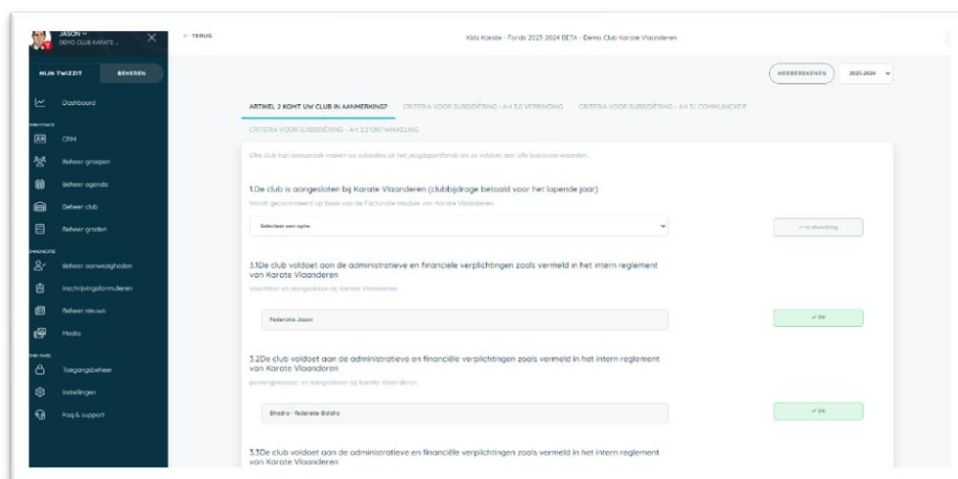 JASON
DEMO CLUB KARATE ...
← TERUG
Kids Karate - Fonds 2023-2024 BETA - Demo Club Karate Vlaanderen
MIJN TWIZZIT
BEHEREN
HERBEREKENEN
2023-2024
Dashboard
CRM
Beheer groepen
Beheer agenda
Beheer club
Beheer graden
Beheer aanwezigheden
Inschrijvingsformulieren
Beheer nieuws
Media
Toegangsbeheer
Instellingen
Faq & support
ARTIKEL 2 KOMT UW CLUB IN AANMERKING?
CRITERIA VOOR SUBSIDIËRING - Art 3.0 VERBINDING
CRITERIA VOOR SUBSIDIËRING - Art 3.1 COMMUNICATIE
CRITERIA VOOR SUBSIDIËRING - Art 3.2 ONTWIKKELING
Elke club kan aanspraak maken op subsidies uit het jeugdsportfonds als ze voldoet aan alle basisvoorwaarden.
1.De club is aangesloten bij Karate Vlaanderen (clubbijdrage betaald voor het lopende jaar)
Wordt gecontroleerd op basis van de Facturatie module van Karate Vlaanderen.
Selecteer een optie
In afwachting
3.1De club voldoet aan de administratieve en financiële verplichtingen zoals vermeld in het intern reglement
van Karate Vlaanderen
Voorzitter en aangesloten bij Karate Vlaanderen
Federatie Jason
✓ OK
3.2De club voldoet aan de administratieve en financiële verplichtingen zoals vermeld in het intern reglement
van Karate Vlaanderen
penningmeester en aangesloten bij Karate Vlaanderen.
Bhadra - federatie Bidisha
✓ OK
3.3De club voldoet aan de administratieve en financiële verplichtingen zoals vermeld in het intern reglement
van Karate Vlaanderen